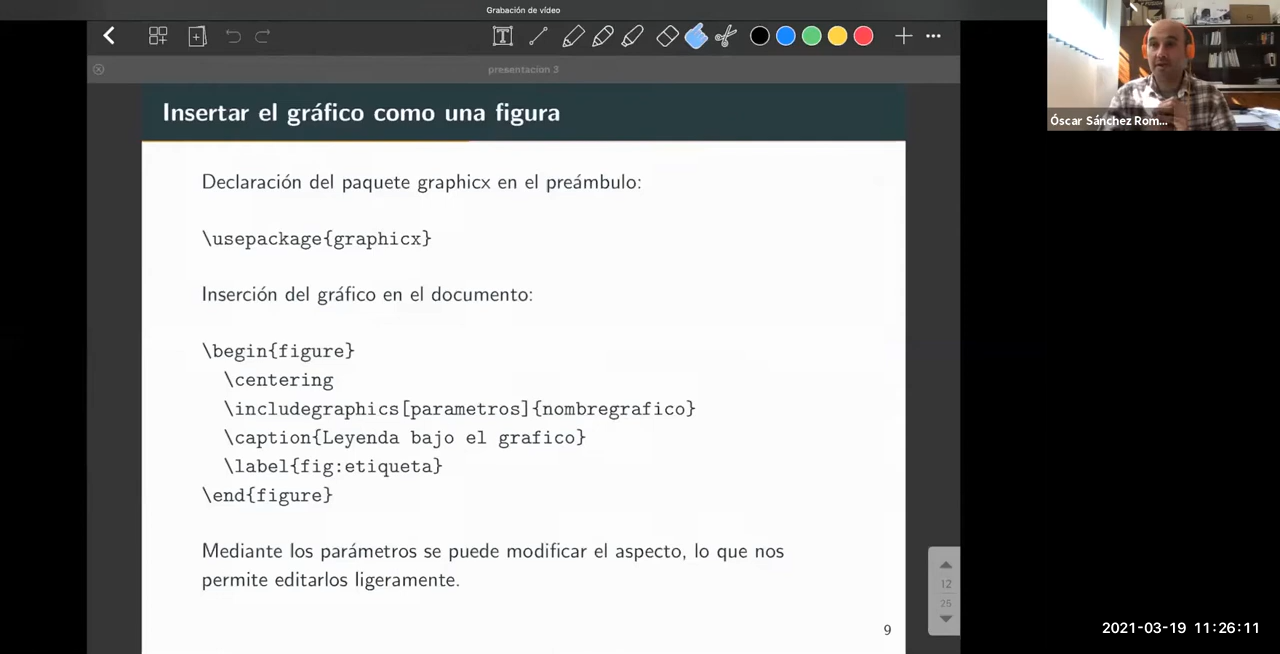 Grabación de vídeo
presentacion 3
Insertar el gráfico como una figura
Óscar Sánchez Rom...
Declaración del paquete graphicx en el preámbulo:
\usepackage{graphicx}
Inserción del gráfico en el documento:
\begin{figure}
\centering
\includegraphics[parametros]{nombregrafico}
\caption{Leyenda bajo el grafico}
\label{fig:etiqueta}
\end{figure}
Mediante los parámetros se puede modificar el aspecto, lo que nos
permite editarlos ligeramente.
12
25
9
2021-03-19 11:26:11